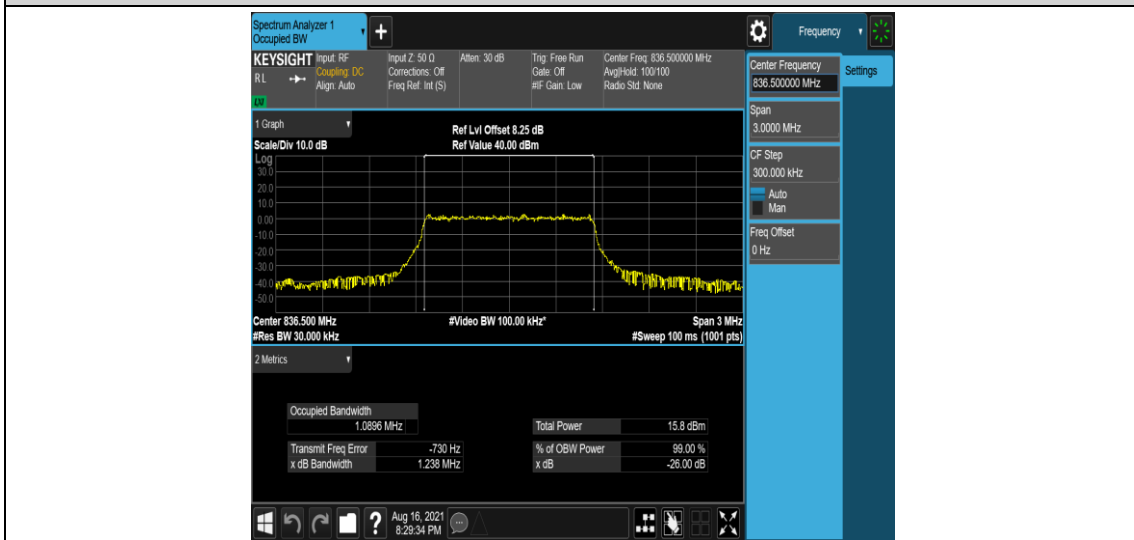 Spectrum Analyzer 1
Occupied BW
+
Frequency
KEYSIGHT
RL
Input: RF
Coupling: DC
Align: Auto
Input Z: 50 Ω
Corrections: Off
Freq Ref: Int (S)
Atten: 30 dB
Trig: Free Run
Gate: Off
#IF Gain: Low
Center Freq: 836.500000 MHz
Avg|Hold: 100/100
Radio Std: None
Center Frequency
836.500000 MHz
Settings
Span
3.0000 MHz
CF Step
300.000 kHz
Auto
Man
Freq Offset
0 Hz
1 Graph
Scale/Div 10.0 dB
Ref Lvl Offset 8.25 dB
Ref Value 40.00 dBm
Log
30.0
20.0
10.0
0.00
-10.0
-20.0
-30.0
-40.0
-50.0
Center 836.500 MHz
#Video BW 100.00 kHz*
Span 3 MHz
#Res BW 30.000 kHz
#Sweep 100 ms (1001 pts)
2 Metrics
Occupied Bandwidth
1.0896 MHz
Total Power 15.8 dBm
Transmit Freq Error -730 Hz
% of OBW Power 99.00 %
x dB Bandwidth 1.238 MHz
x dB -26.00 dB
?
Aug 16, 2021
8:29:34 PM